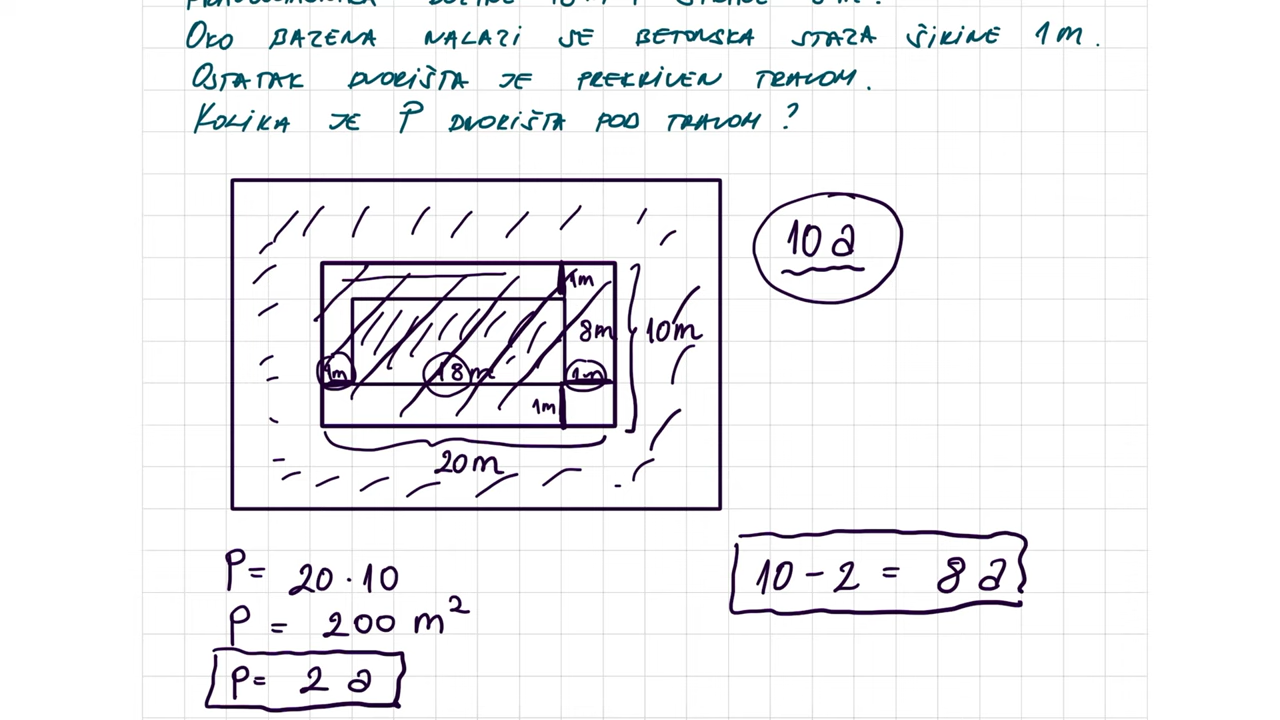 OKO BAZENA NALAZI SE BETONSKA STAZA ŠIRINE 1 m.
OSTATAK DVORIŠTA JE PREKRIVEN TRAVOM.
KOLIKA JE P DVORIŠTA POD TRAVOM?
10 a
1m
8m
10m
1m
18m
1m
1m
20m
P = 20 · 10
P = 200 m²
P = 2 a
10 - 2 = 8 a